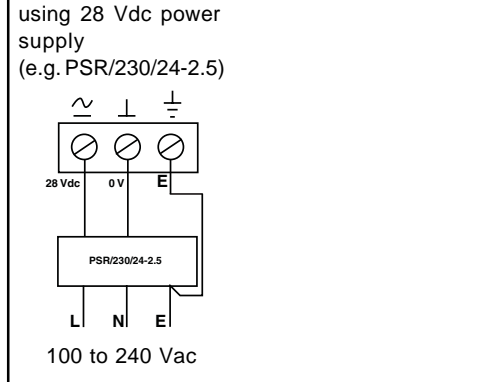 using 28 Vdc power
supply
(e.g. PSR/230/24-2.5)
28 Vdc 0 V E
PSR/230/24-2.5
L N E
100 to 240 Vac